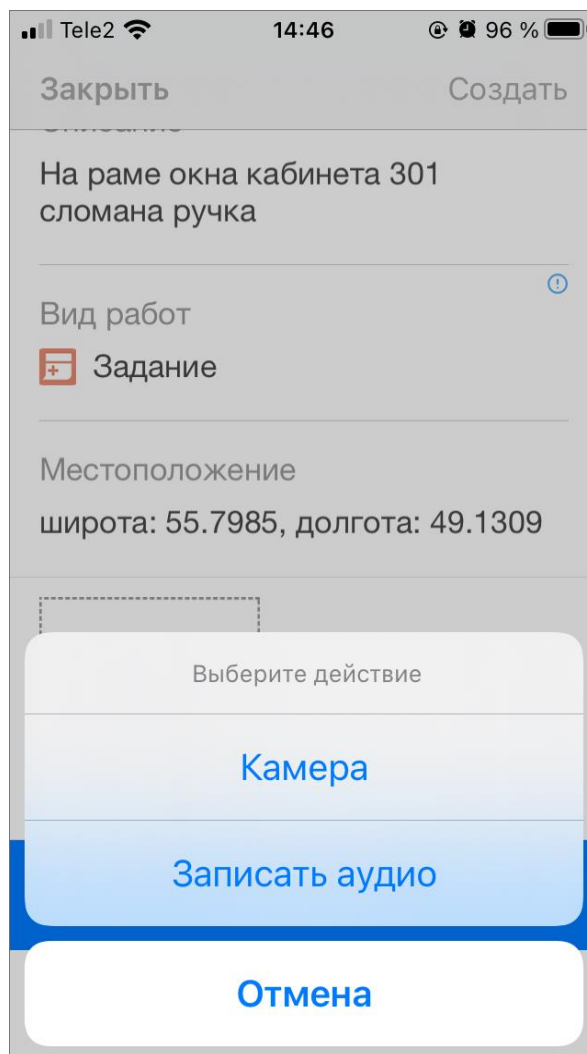 Tele2 14:46 96 %
Закрыть Создать
Описание
На раме окна кабинета 301
сломана ручка
Вид работ
Задание
Местоположение
широта: 55.7985, долгота: 49.1309
Выберите действие
Камера
Записать аудио
Отмена